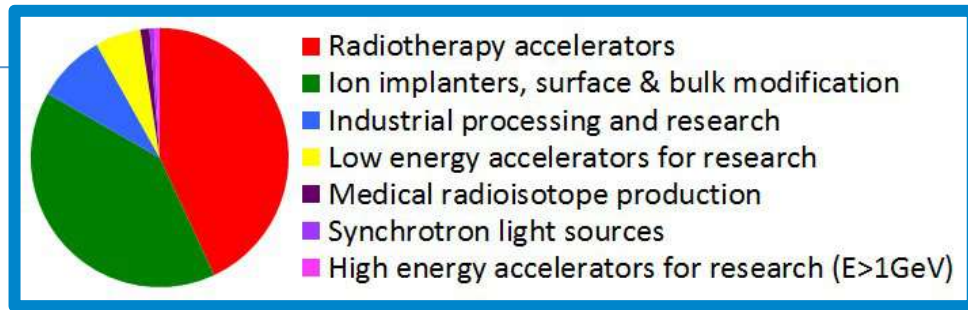 Radiotherapy accelerators
Ion implanters, surface & bulk modification
Industrial processing and research
Low energy accelerators for research
Medical radioisotope production
Synchrotron light sources
High energy accelerators for research (E>1GeV)